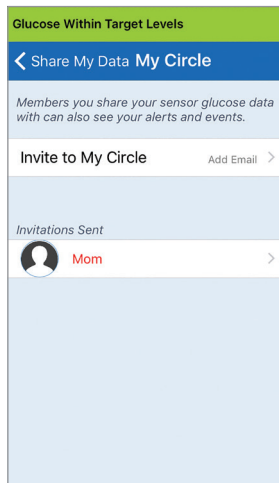 Glucose Within Target Levels
Share My Data My Circle
Members you share your sensor glucose data
with can also see your alerts and events.
Invite to My Circle Add Email
Invitations Sent
Mom